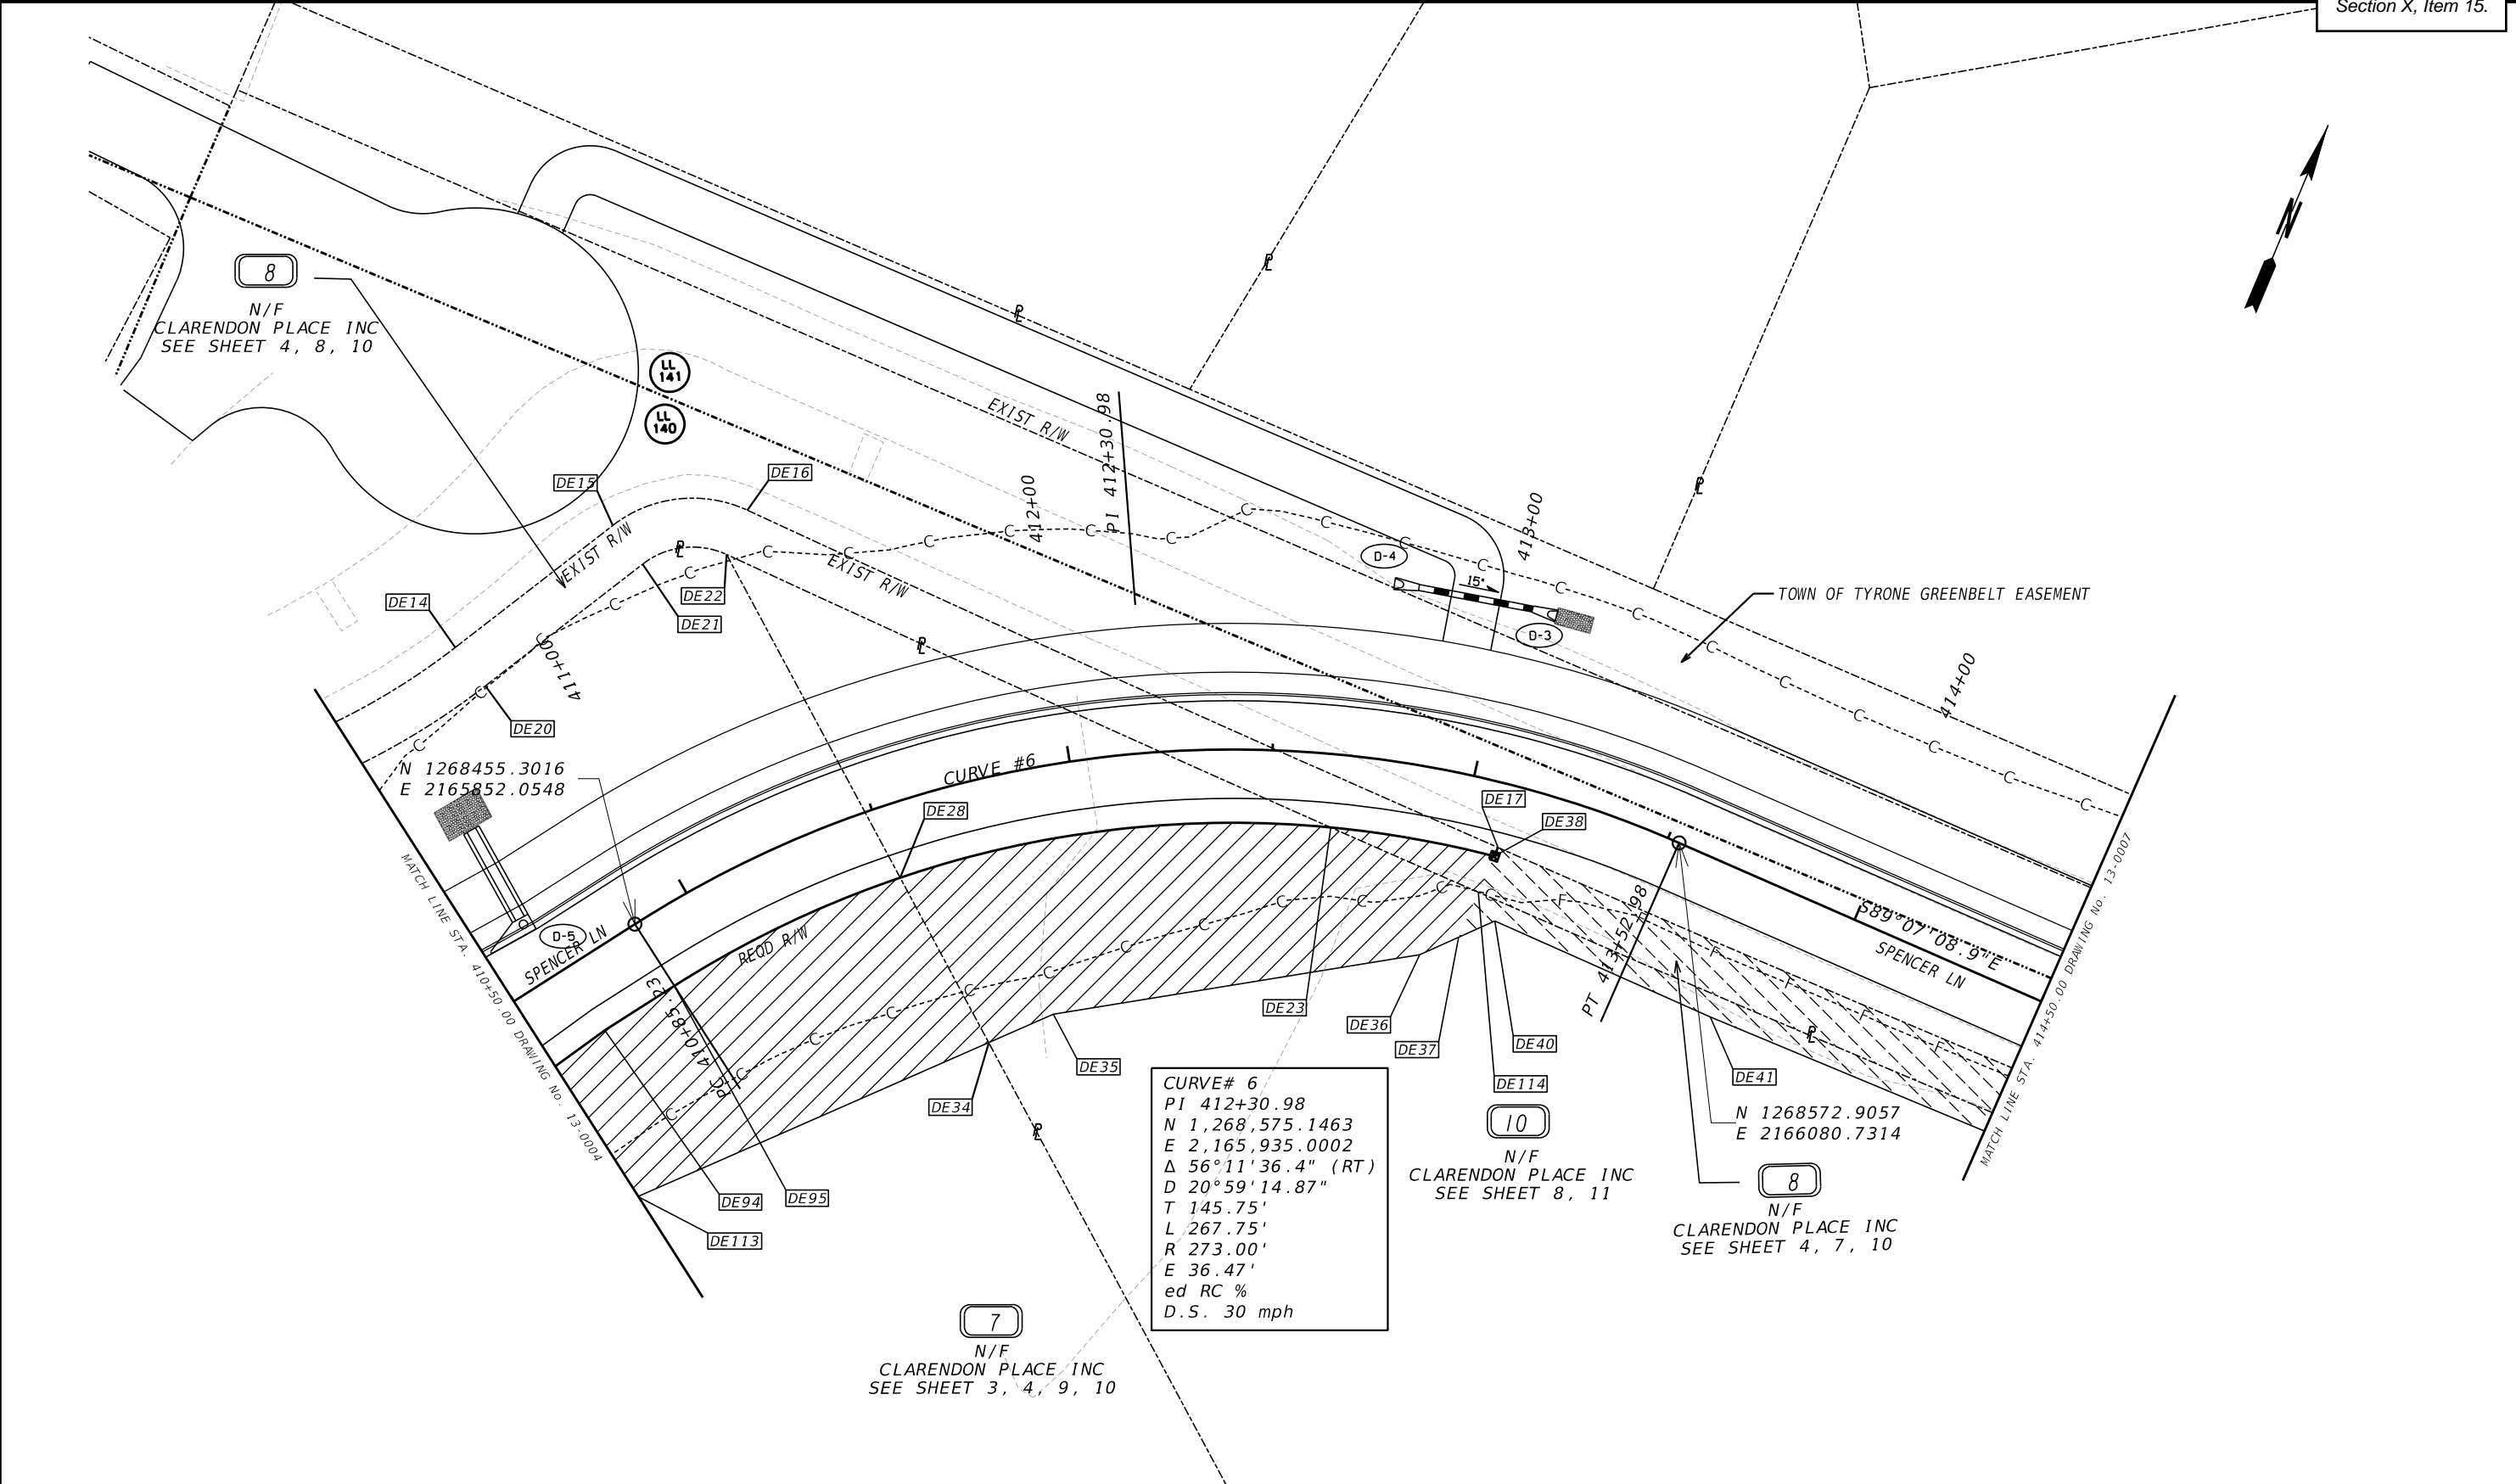 Section X, Item 15.
8
N/F
CLARENDON PLACE INC
SEE SHEET 4, 8, 10
LL
141
LL
140
EXIST R/W
PI 412+30.98
412+00
413+00
414+00
DE15
DE16
EXIST R/W
EXIST R/W
D-4
15"
D-3
TOWN OF TYRONE GREENBELT EASEMENT
DE14
DE22
DE21
411+00
DE20
N 1268455.3016
E 2165852.0548
CURVE #6
DE28
DE17
DE38
MATCH LINE STA. 410+50.00 DRAWING No. 13-0004
D-5
SPENCER LN
REQD R/W
PC 410+85.23
PT 413+52.98
S89°07'08.9"E
SPENCER LN
MATCH LINE STA. 414+50.00 DRAWING No. 13-0007
DE23
DE36
DE37
DE40
DE35
DE34
DE114
DE41
DE94
DE95
DE113
N 1268572.9057
E 2166080.7314
CURVE# 6
PI 412+30.98
N 1,268,575.1463
E 2,165,935.0002
Δ 56°11'36.4" (RT)
D 20°59'14.87"
T 145.75'
L 267.75'
R 273.00'
E 36.47'
ed RC %
D.S. 30 mph
10
N/F
CLARENDON PLACE INC
SEE SHEET 8, 11
8
N/F
CLARENDON PLACE INC
SEE SHEET 4, 7, 10
7
N/F
CLARENDON PLACE INC
SEE SHEET 3, 4, 9, 10
N